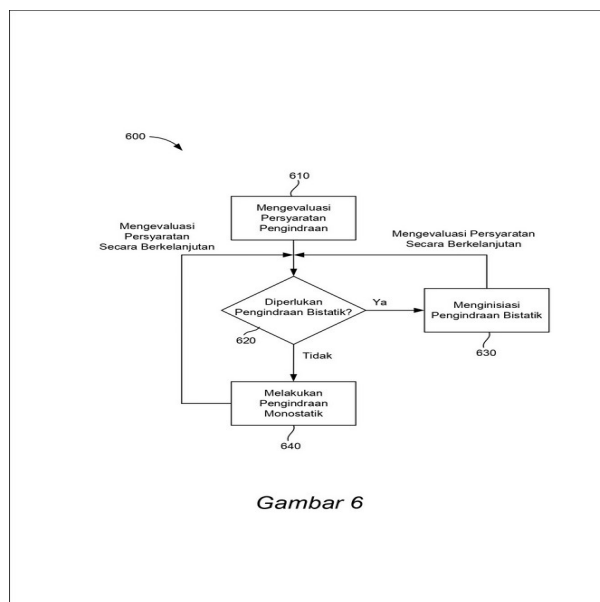 600
610
Mengevaluasi
Persyaratan
Pengindraan
Mengevaluasi
Persyaratan
Secara Berkelanjutan
Mengevaluasi Persyaratan
Secara Berkelanjutan
Diperlukan
Pengindraan Bistatik?
620
Ya
Menginisiasi
Pengindraan Bistatik
630
Tidak
Melakukan
Pengindraan
Monostatik
640
Gambar 6